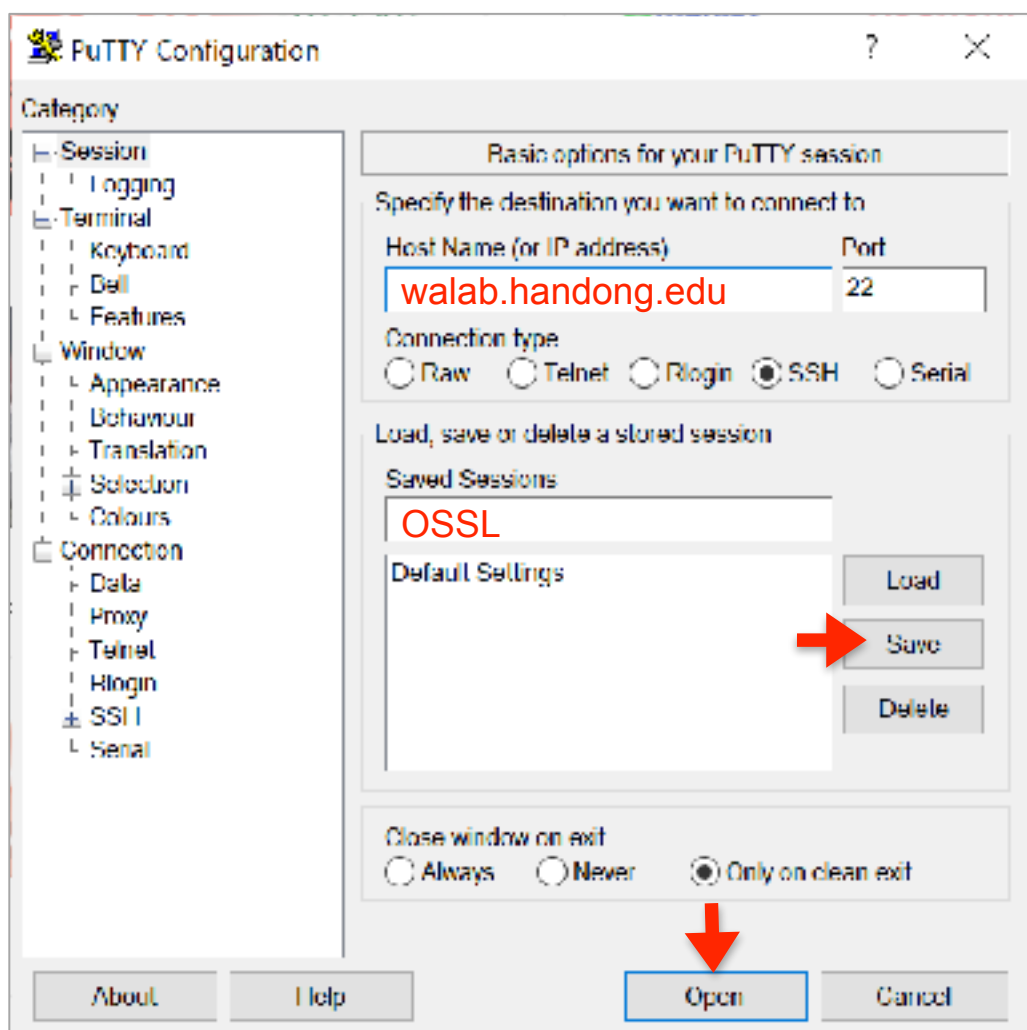 PuTTY Configuration
?
Category
Session
Logging
Terminal
Keyboard
Bell
Features
Window
Appearance
Behaviour
Translation
Selection
Colours
Connection
Data
Proxy
Telnet
Rlogin
SSH
Serial
Basic options for your PuTTY session
Specify the destination you want to connect to
Host Name (or IP address) Port
walab.handong.edu 22
Connection type
Raw Telnet Rlogin SSH Serial
Load, save or delete a stored session
Saved Sessions
OSSL
Default Settings
Load
Save
Delete
Close window on exit
Always Never Only on clean exit
About Help Open Cancel